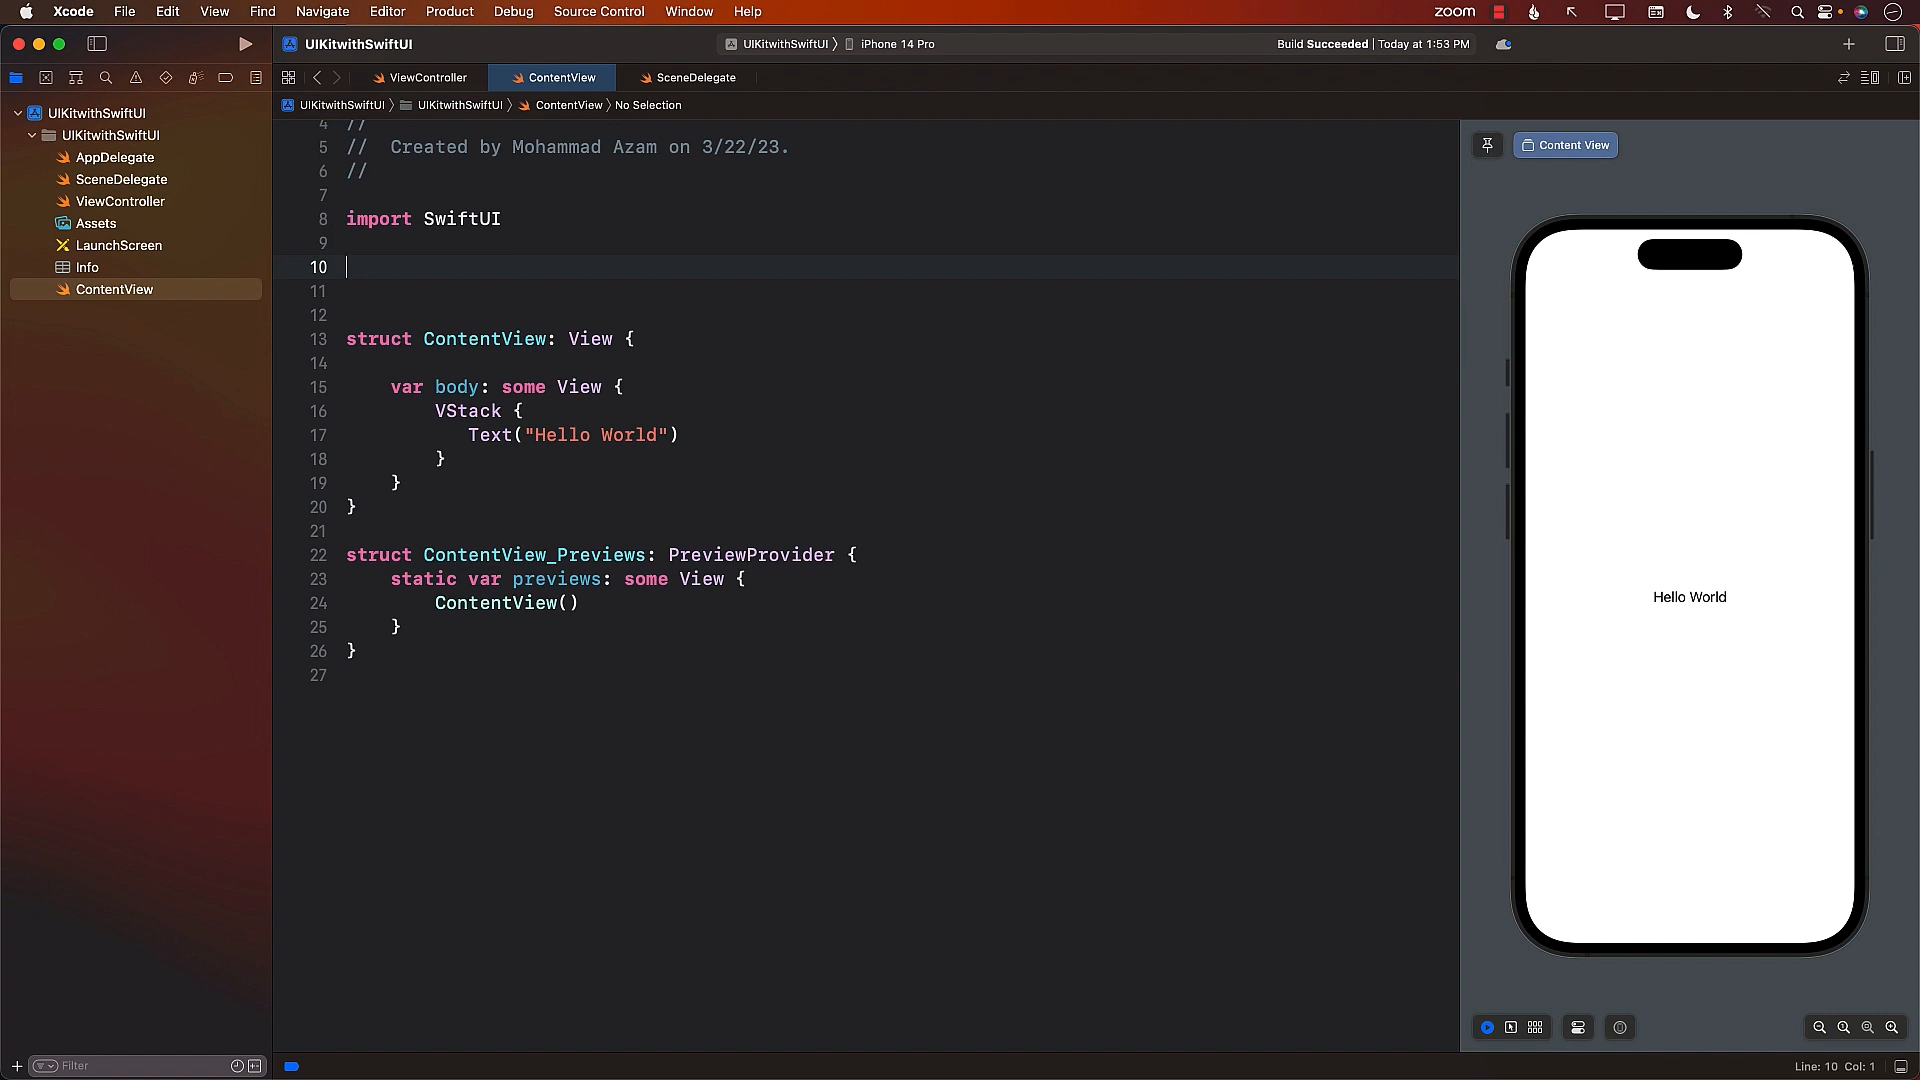 Xcode File Edit View Find Navigate Editor Product Debug Source Control Window Help zoom
UIKitwithSwiftUI UIKitwithSwiftUI iPhone 14 Pro Build Succeeded | Today at 1:53 PM
ViewController ContentView SceneDelegate
UIKitwithSwiftUI UIKitwithSwiftUI ContentView No Selection
UIKitwithSwiftUI
UIKitwithSwiftUI
AppDelegate
SceneDelegate
ViewController
Assets
LaunchScreen
Info
ContentView
4 //
5 //  Created by Mohammad Azam on 3/22/23.
6 //
7
8 import SwiftUI
9
10
11
12
13 struct ContentView: View {
14
15     var body: some View {
16         VStack {
17            Text("Hello World")
18         }
19     }
20 }
21
22 struct ContentView_Previews: PreviewProvider {
23     static var previews: some View {
24         ContentView()
25     }
26 }
27
Content View
Hello World
Filter
Line: 10 Col: 1